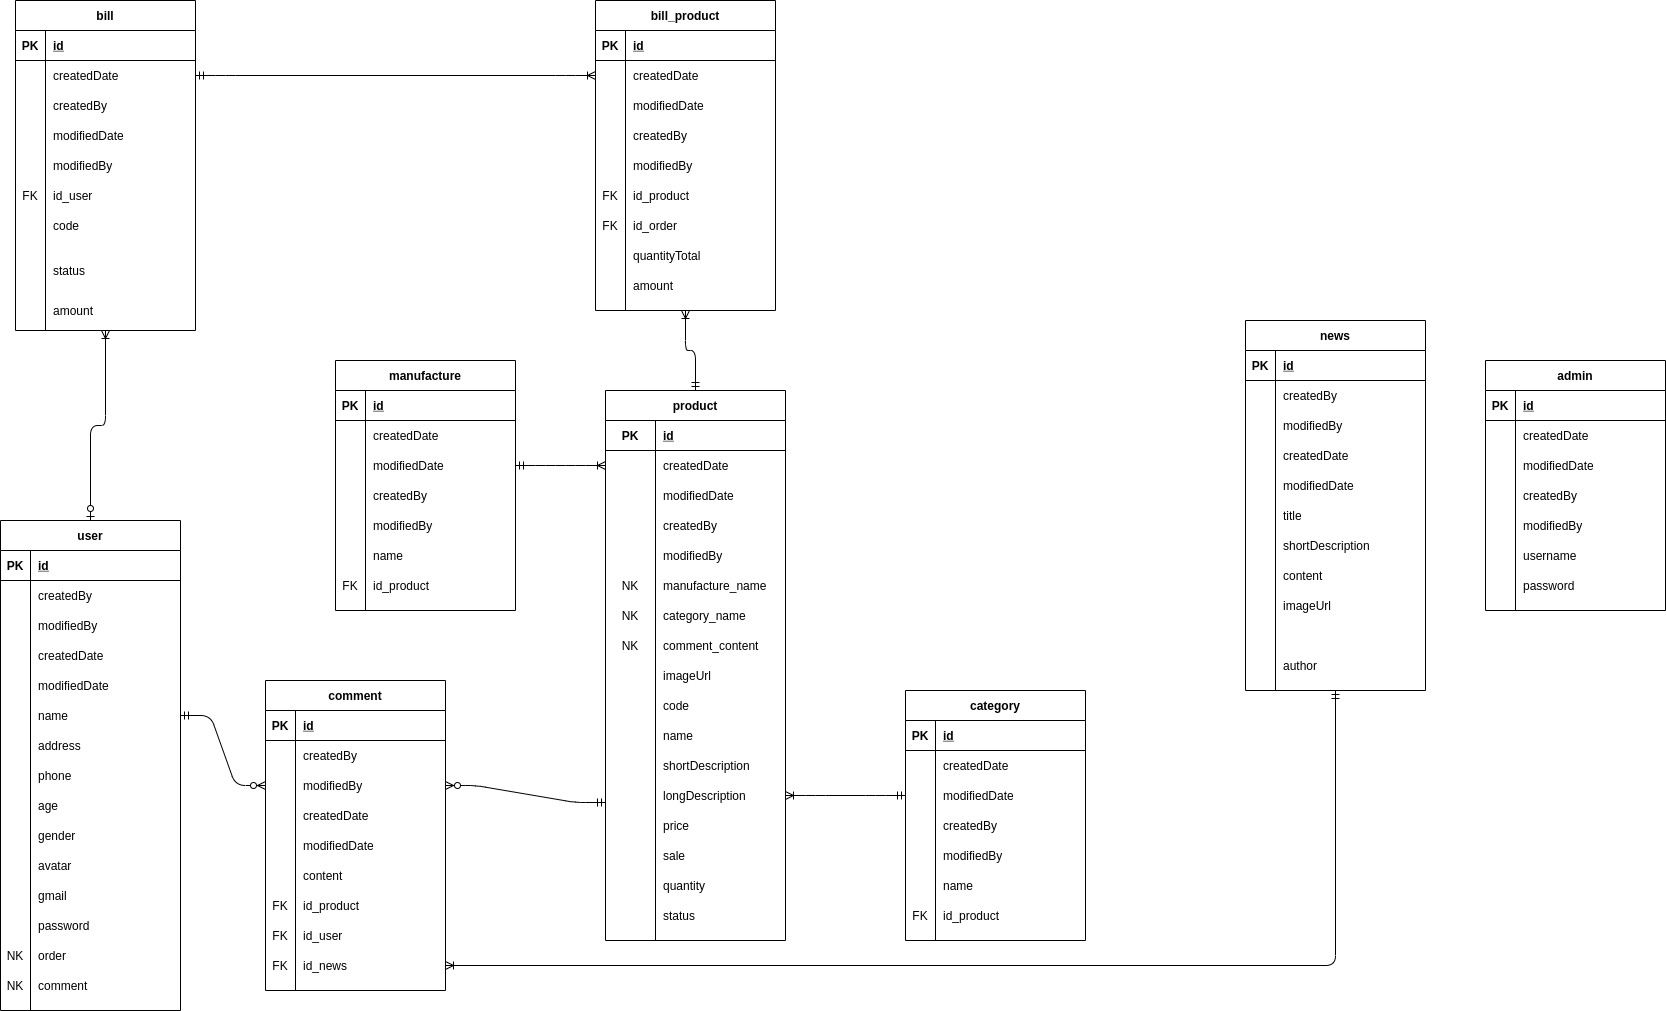 bill
PK id
createdDate
createdBy
modifiedDate
modifiedBy
FK id_user
code
status
amount
bill_product
PK id
createdDate
modifiedDate
createdBy
modifiedBy
FK id_product
FK id_order
quantityTotal
amount
manufacture
PK id
createdDate
modifiedDate
createdBy
modifiedBy
name
FK id_product
product
PK id
createdDate
modifiedDate
createdBy
modifiedBy
NK manufacture_name
NK category_name
NK comment_content
imageUrl
code
name
shortDescription
longDescription
price
sale
quantity
status
news
PK id
createdBy
modifiedBy
createdDate
modifiedDate
title
shortDescription
content
imageUrl
author
admin
PK id
createdDate
modifiedDate
createdBy
modifiedBy
username
password
user
PK id
createdBy
modifiedBy
createdDate
modifiedDate
name
address
phone
age
gender
avatar
gmail
password
NK order
NK comment
comment
PK id
createdBy
modifiedBy
createdDate
modifiedDate
content
FK id_product
FK id_user
FK id_news
category
PK id
createdDate
modifiedDate
createdBy
modifiedBy
name
FK id_product